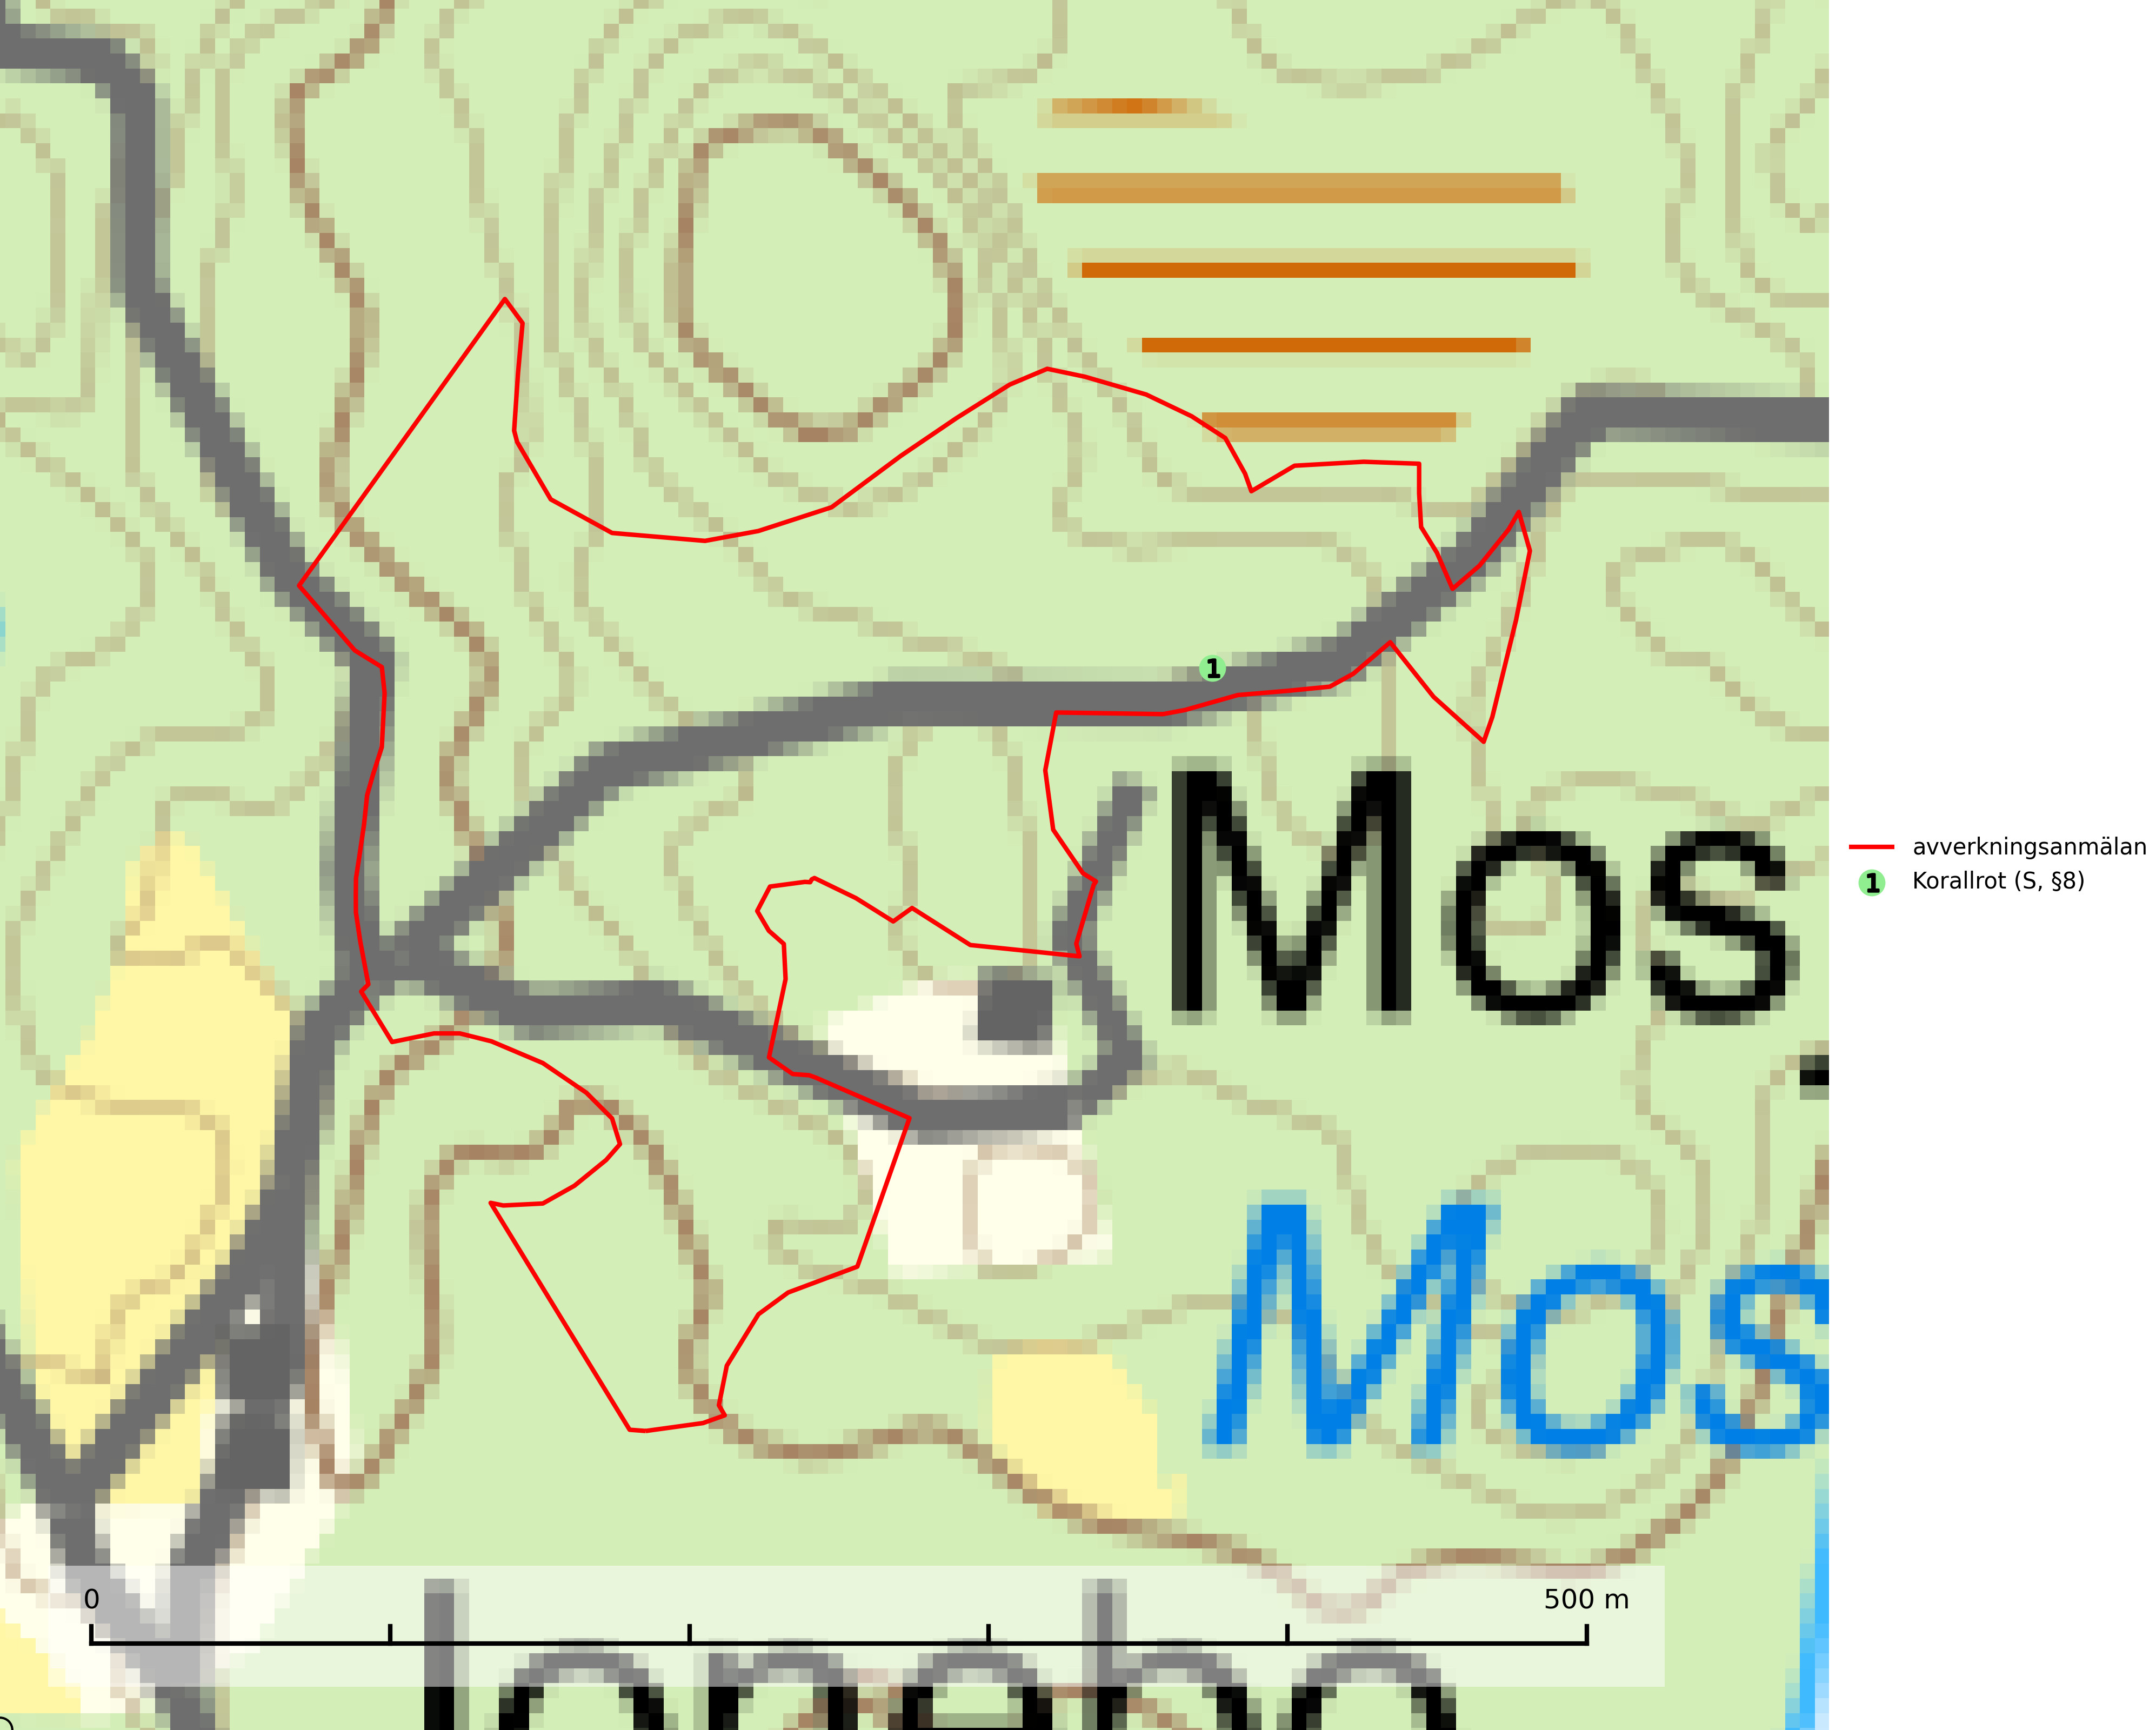 1
Mos
avverkningsanmälan
1 Korallrot (S, §8)
Mos
0 500 m